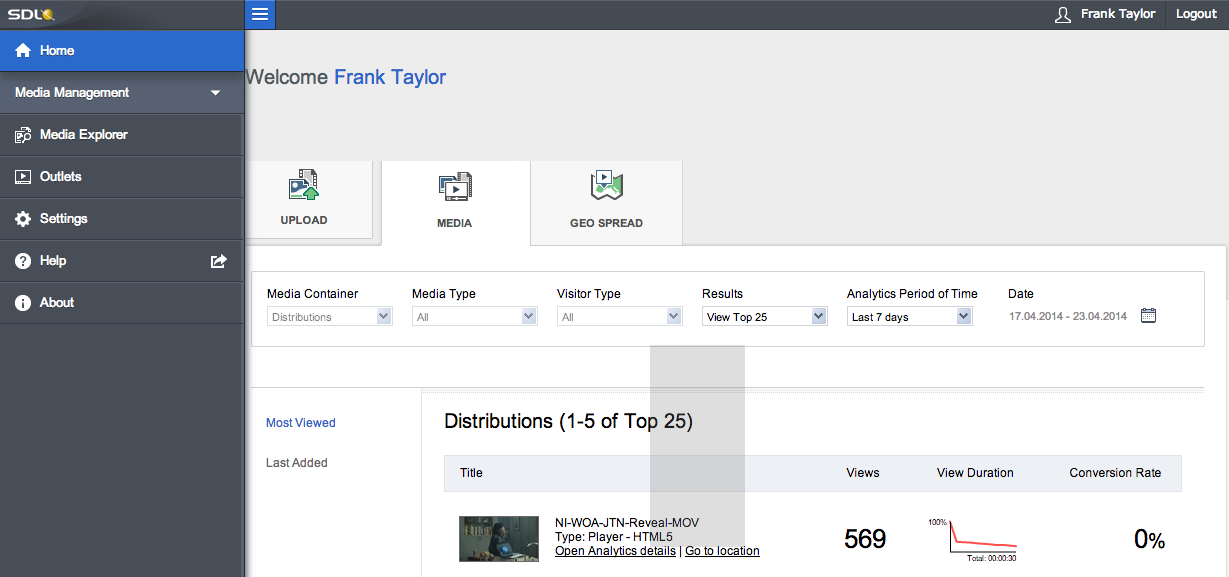 SDL
Frank Taylor
Logout
Home
Media Management
Media Explorer
Outlets
Settings
Help
About
Welcome Frank Taylor
UPLOAD
MEDIA
GEO SPREAD
Media Container
Media Type
Visitor Type
Results
Analytics Period of Time
Date
Distributions
All
All
View Top 25
Last 7 days
17.04.2014 - 23.04.2014
Most Viewed
Last Added
Distributions (1-5 of Top 25)
Title
Views
View Duration
Conversion Rate
NI-WOA-JTN-Reveal-MOV
Type: Player - HTML5
Open Analytics details | Go to location
569
100%
Total: 00:00:30
0%